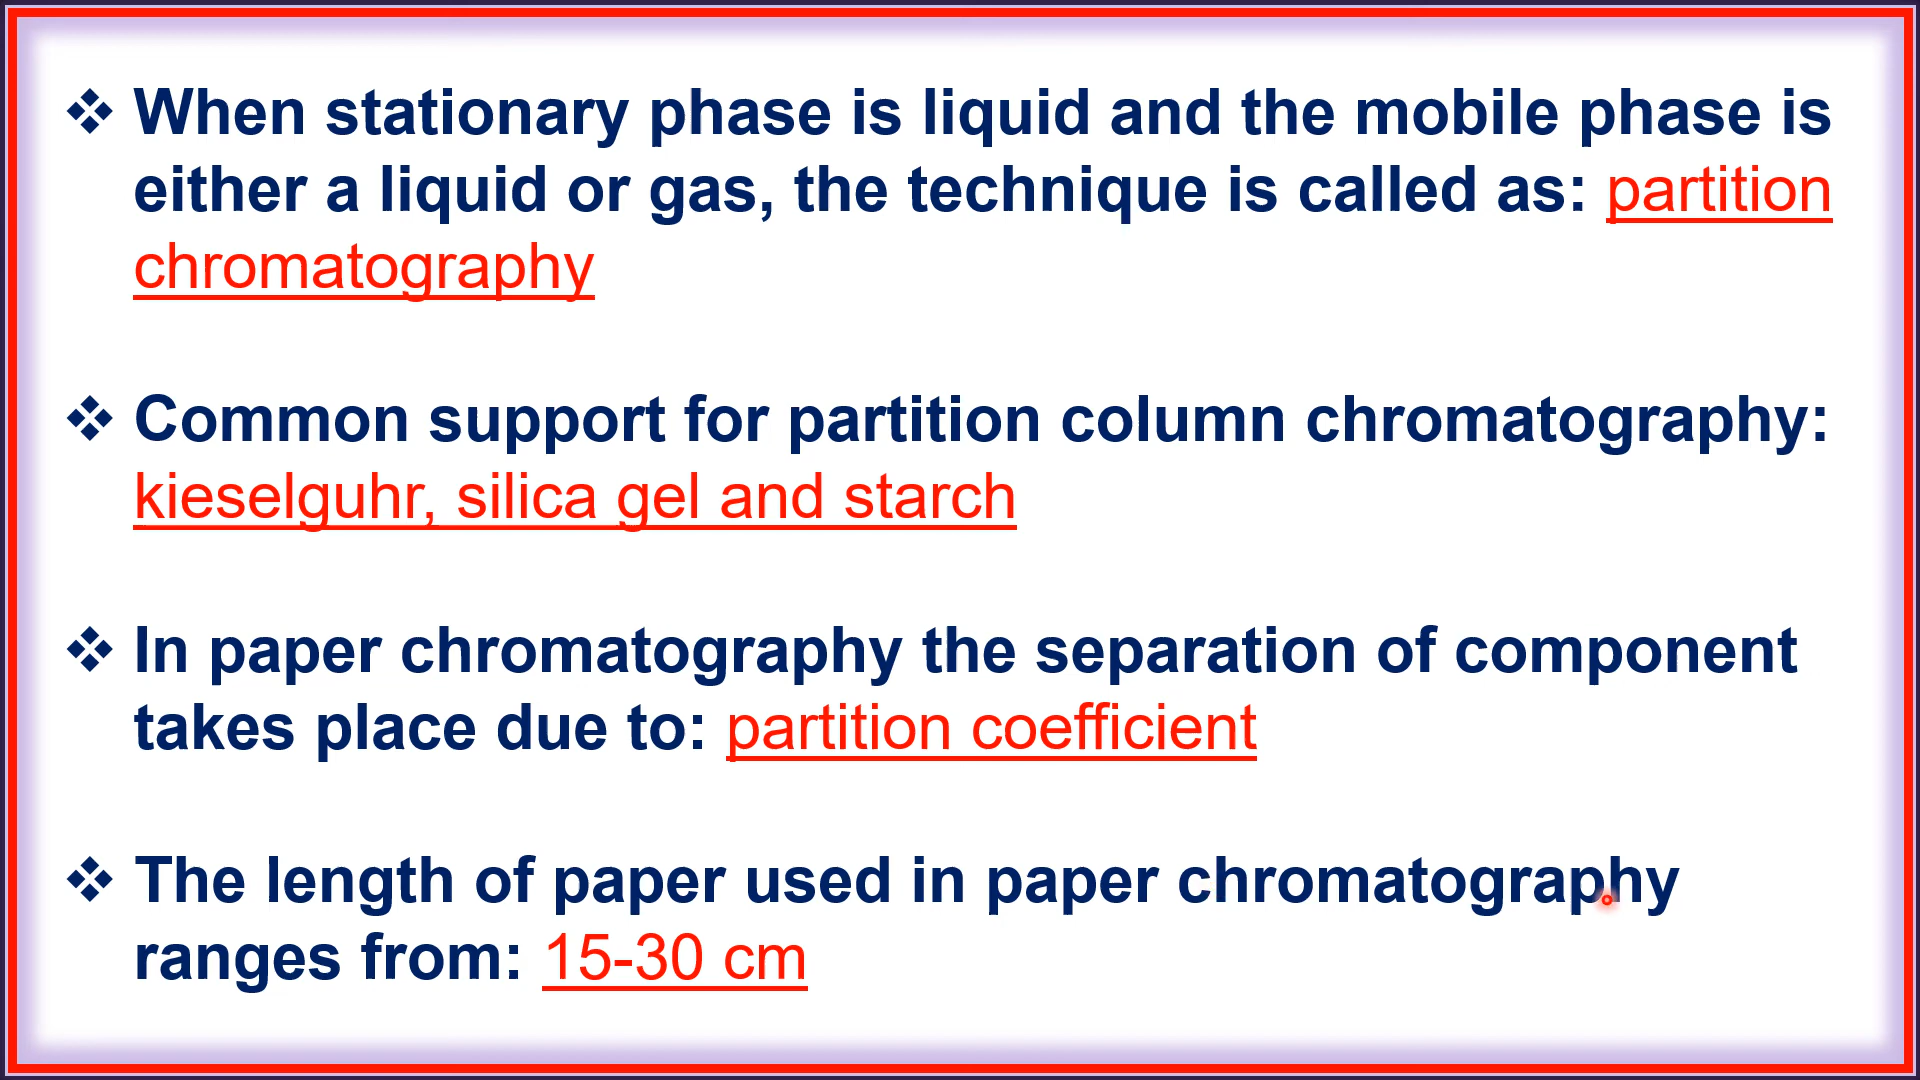 ❖ When stationary phase is liquid and the mobile phase is
either a liquid or gas, the technique is called as: partition
chromatography
❖ Common support for partition column chromatography:
kieselguhr, silica gel and starch
❖ In paper chromatography the separation of component
takes place due to: partition coefficient
❖ The length of paper used in paper chromatography
ranges from: 15-30 cm